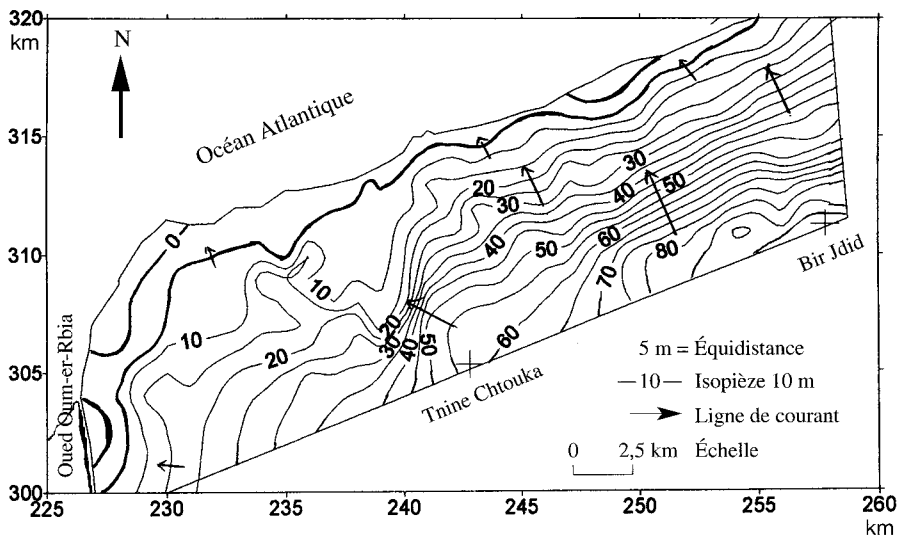 320
km
N
Océan Atlantique
315
30
20
30
40
50
0
40
50
60
310
80
Bir Jdid
10
70
10
20
60
20
30
40
50
5 m = Équidistance
—10— Isopièze 10 m
Ligne de courant
0 2,5 km Échelle
305
Tnine Chtouka
Oued Oum-er-Rbia
300
225 230 235 240 245 250 255 260
km